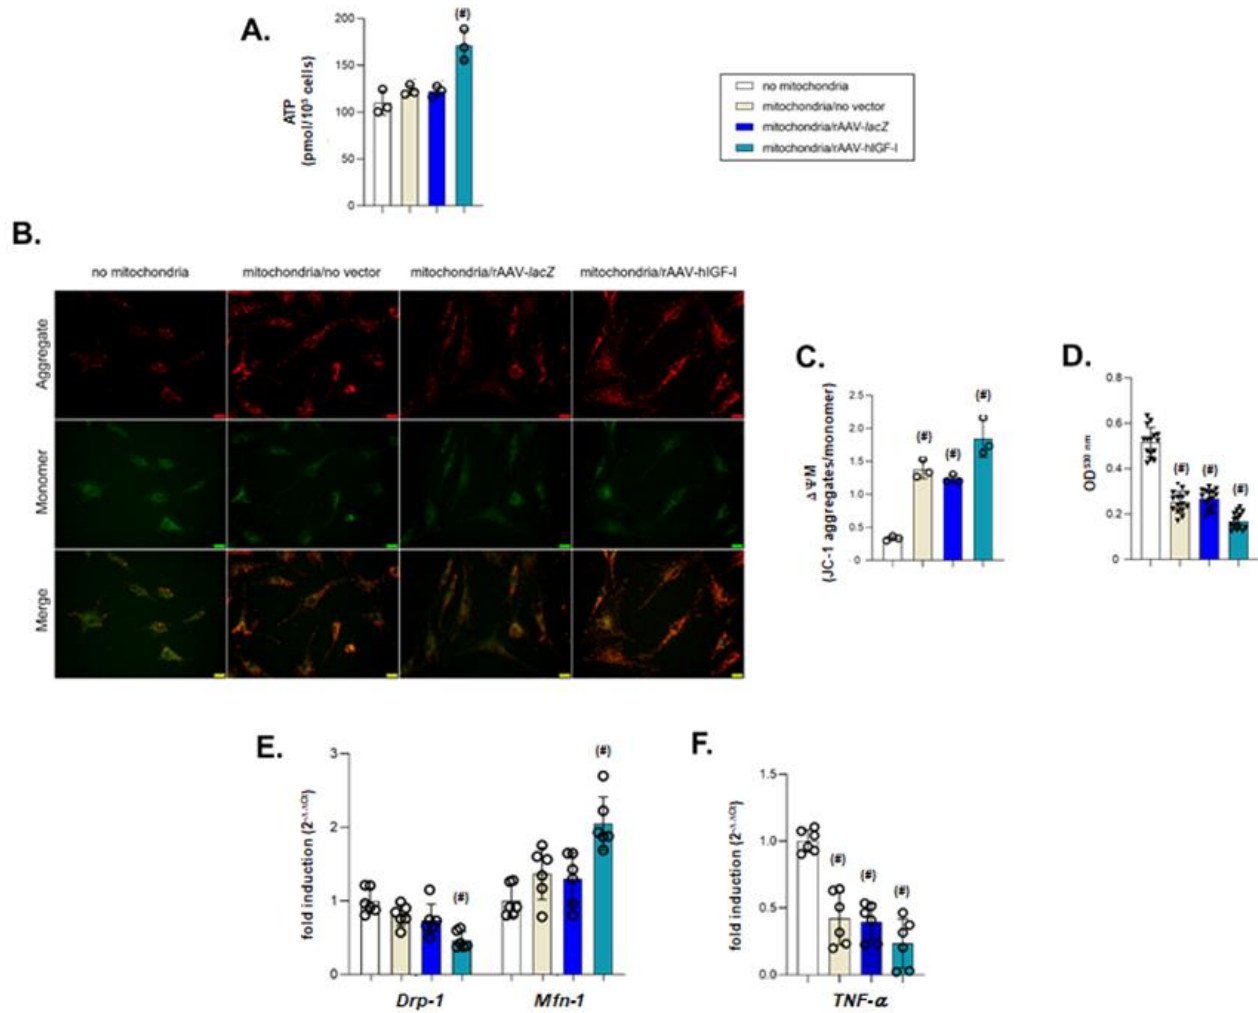 A.
(#)
200
150
100
50
0
ATP
(pmol/10⁵ cells)
no mitochondria
mitochondria/no vector
mitochondria/rAAV-lacZ
mitochondria/rAAV-hIGF-I
B.
no mitochondria
mitochondria/no vector
mitochondria/rAAV-lacZ
mitochondria/rAAV-hIGF-I
Aggregate
Monomer
Merge
C.
(#)
(#)
(#)
2.5
2.0
1.5
1.0
0.5
0
ΔΨM
(JC-1 aggregates/monomer)
D.
0.8
0.6
0.4
0.2
0
(#)
(#)
(#)
OD⁵³⁰ ⁿᵐ
E.
3
2
1
0
(#)
(#)
fold induction (2⁻ΔΔCt)
Drp-1
Mfn-1
F.
1.5
1.0
0.5
0.0
(#)
(#)
(#)
fold induction (2⁻ΔΔCt)
TNF-α